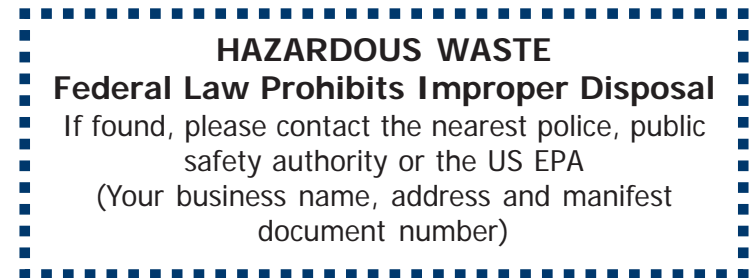 HAZARDOUS WASTE
Federal Law Prohibits Improper Disposal
If found, please contact the nearest police, public
safety authority or the US EPA
(Your business name, address and manifest
document number)